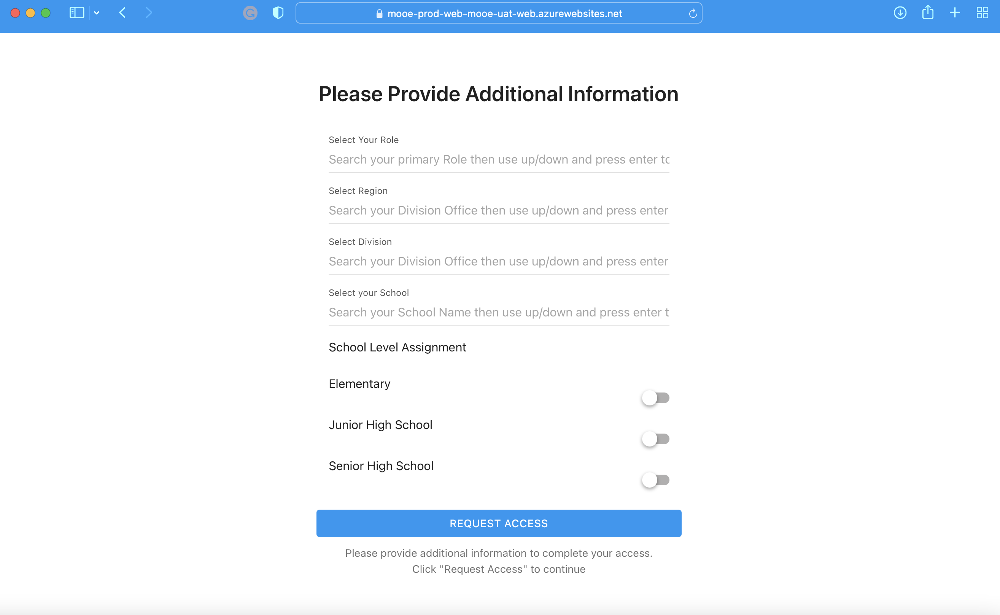 mooe-prod-web-mooe-uat-web.azurewebsites.net
Please Provide Additional Information
Select Your Role
Search your primary Role then use up/down and press enter to
Select Region
Search your Division Office then use up/down and press enter
Select Division
Search your Division Office then use up/down and press enter
Select your School
Search your School Name then use up/down and press enter t
School Level Assignment
Elementary
Junior High School
Senior High School
REQUEST ACCESS
Please provide additional information to complete your access.
Click "Request Access" to continue